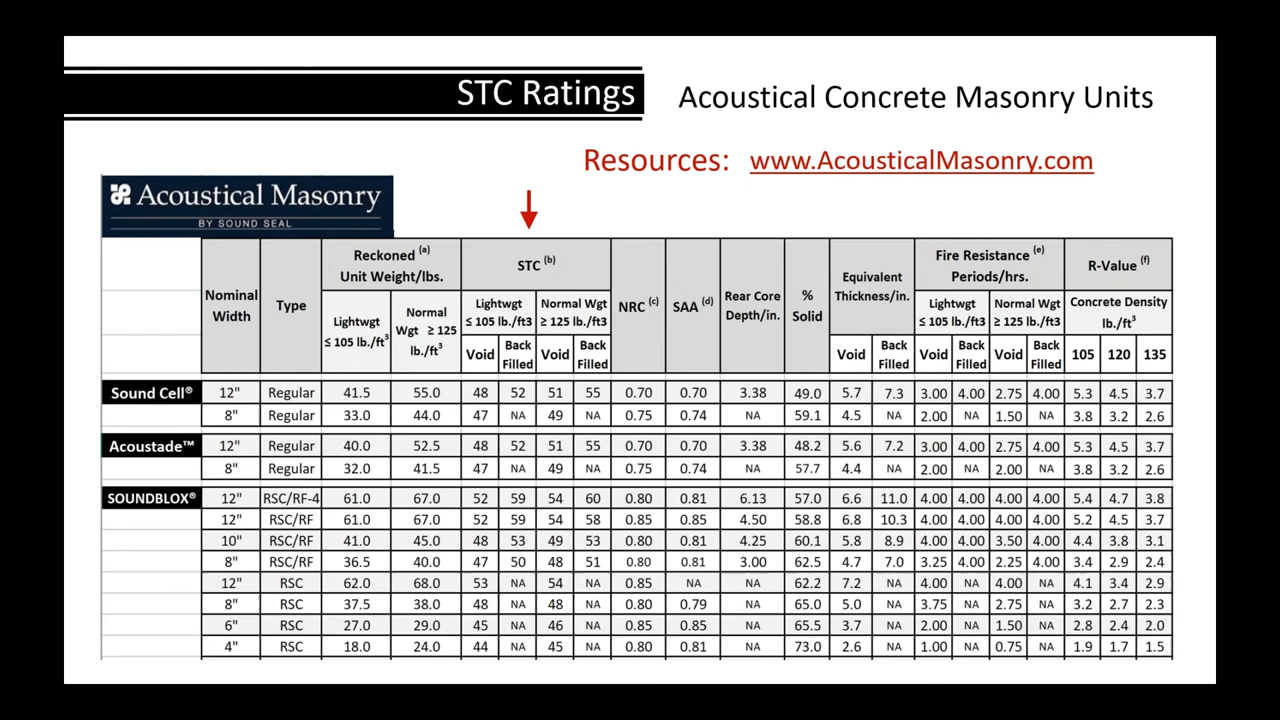 STC Ratings
Acoustical Concrete Masonry Units
Resources: www.AcousticalMasonry.com
Acoustical Masonry
BY SOUND SEAL
Nominal Width | Type | Reckoned (a) Unit Weight/lbs. | STC (b) | NRC (c) | SAA (d) | Rear Core Depth/in. | % Solid | Equivalent Thickness/in. | Fire Resistance (e) Periods/hrs. | R-Value (f)
Lightwgt ≤ 105 lb./ft³ | Normal Wgt ≥ 125 lb./ft³ | Lightwgt ≤ 105 lb./ft3 | Normal Wgt ≥ 125 lb./ft3 | Lightwgt ≤ 105 lb./ft3 | Normal Wgt ≥ 125 lb./ft3 | Concrete Density lb./ft³
Void | Back Filled | Void | Back Filled | Void | Back Filled | Void | Back Filled | Void | Back Filled | 105 | 120 | 135
Sound Cell® 12" Regular 41.5 55.0 48 52 51 55 0.70 0.70 3.38 49.0 5.7 7.3 3.00 4.00 2.75 4.00 5.3 4.5 3.7
8" Regular 33.0 44.0 47 NA 49 NA 0.75 0.74 NA 59.1 4.5 NA 2.00 NA 1.50 NA 3.8 3.2 2.6
Acoustade™ 12" Regular 40.0 52.5 48 52 51 55 0.70 0.70 3.38 48.2 5.6 7.2 3.00 4.00 2.75 4.00 5.3 4.5 3.7
8" Regular 32.0 41.5 47 NA 49 NA 0.75 0.74 NA 57.7 4.4 NA 2.00 NA 2.00 NA 3.8 3.2 2.6
SOUNDBLOX® 12" RSC/RF-4 61.0 67.0 52 59 54 60 0.80 0.81 6.13 57.0 6.6 11.0 4.00 4.00 4.00 4.00 5.4 4.7 3.8
12" RSC/RF 61.0 67.0 52 59 54 58 0.85 0.85 4.50 58.8 6.8 10.3 4.00 4.00 4.00 4.00 5.2 4.5 3.7
10" RSC/RF 41.0 45.0 48 53 49 53 0.80 0.81 4.25 60.1 5.8 8.9 4.00 4.00 3.50 4.00 4.4 3.8 3.1
8" RSC/RF 36.5 40.0 47 50 48 51 0.80 0.81 3.00 62.5 4.7 7.0 3.25 4.00 2.25 4.00 3.4 2.9 2.4
12" RSC 62.0 68.0 53 NA 54 NA 0.85 NA NA 62.2 7.2 NA 4.00 NA 4.00 NA 4.1 3.4 2.9
8" RSC 37.5 38.0 48 NA 48 NA 0.80 0.79 NA 65.0 5.0 NA 3.75 NA 2.75 NA 3.2 2.7 2.3
6" RSC 27.0 29.0 45 NA 46 NA 0.85 0.85 NA 65.5 3.7 NA 2.00 NA 1.50 NA 2.8 2.4 2.0
4" RSC 18.0 24.0 44 NA 45 NA 0.80 0.81 NA 73.0 2.6 NA 1.00 NA 0.75 NA 1.9 1.7 1.5